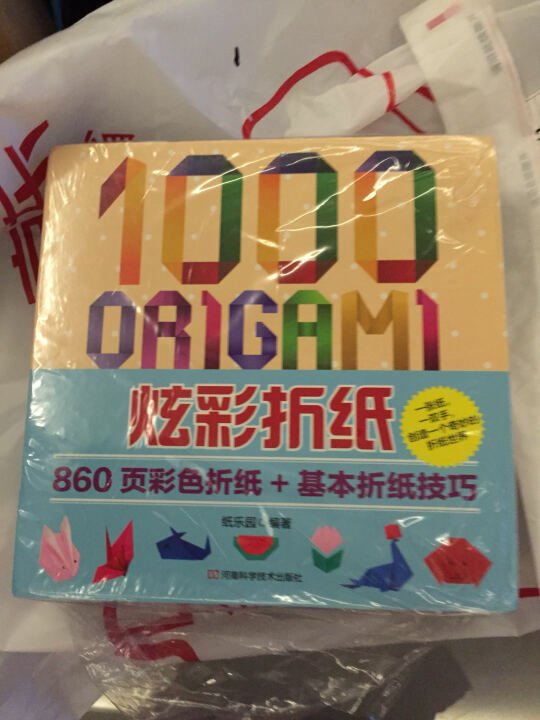 1000
ORIGAMI
炫彩折纸
一张纸,
一双手,
创造一个奇妙的
折纸世界
860 页彩色折纸 + 基本折纸技巧
纸乐园 编著
河南科学技术出版社